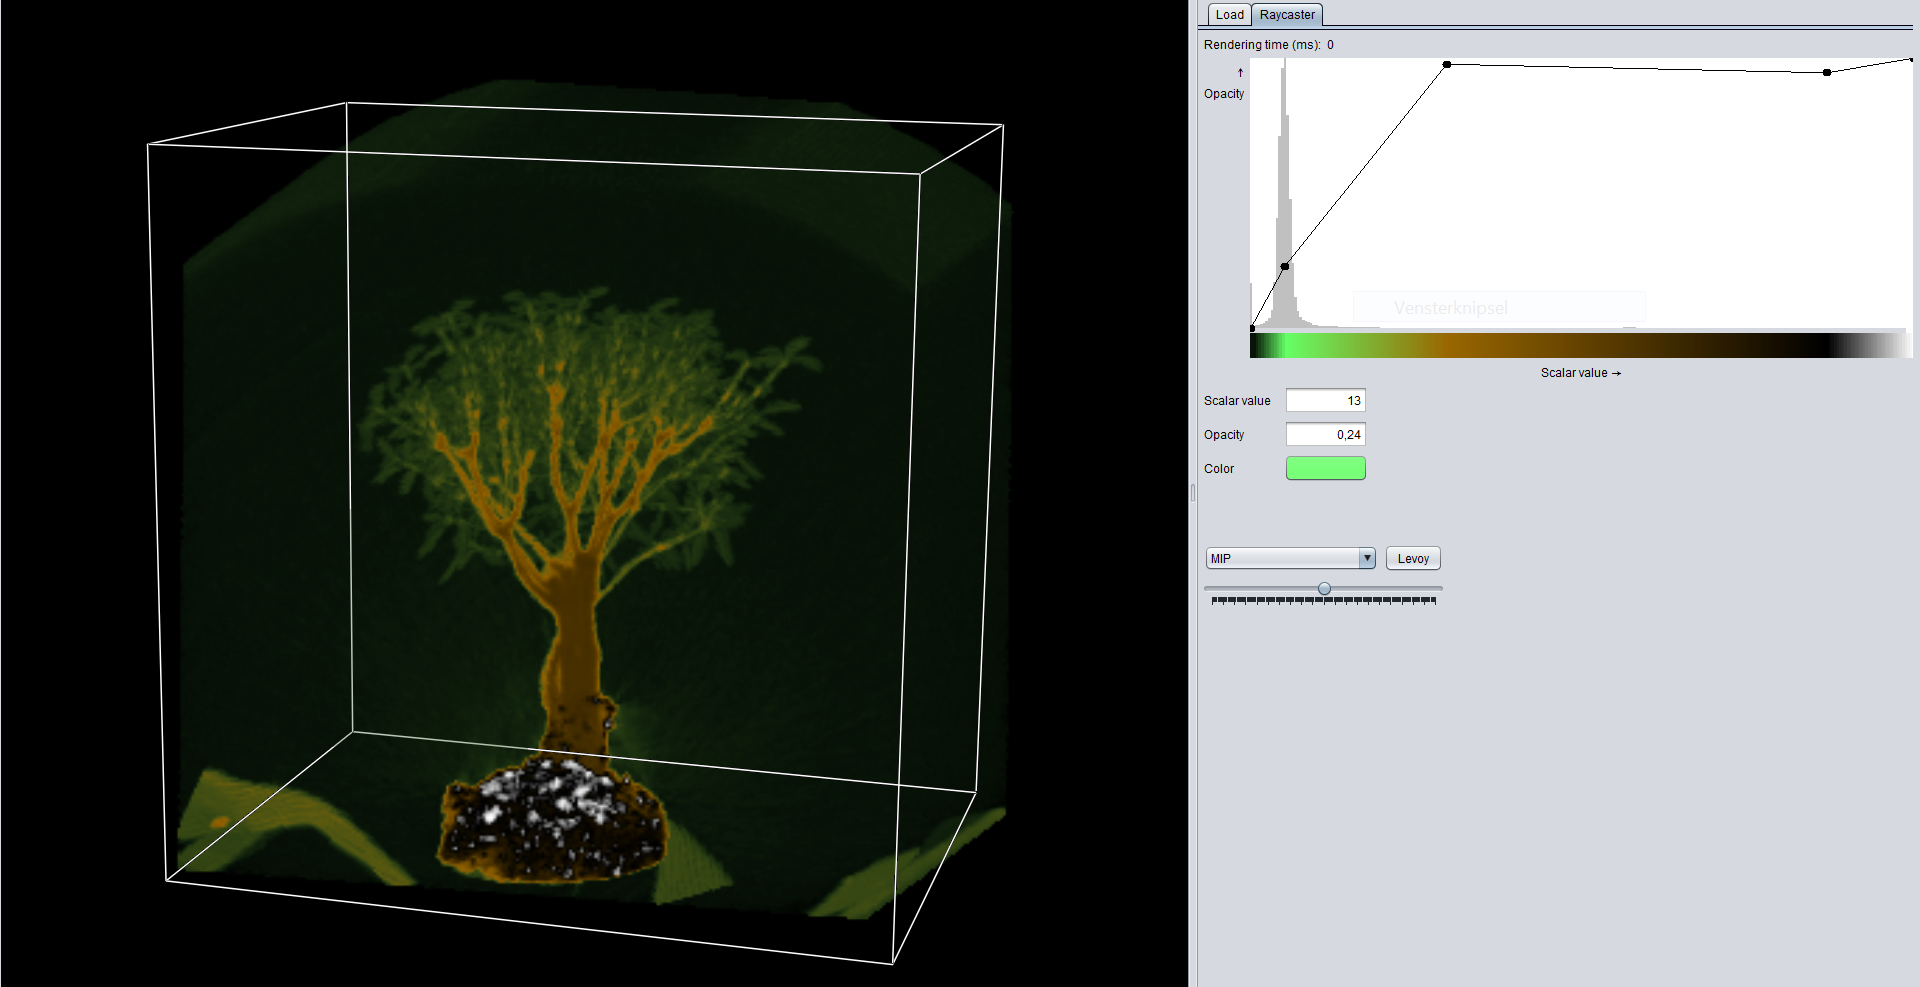 Load Raycaster
Rendering time (ms): 0
↑
Opacity
Vensterknipsel
Scalar value →
Scalar value 13
Opacity 0,24
Color
MIP Levoy